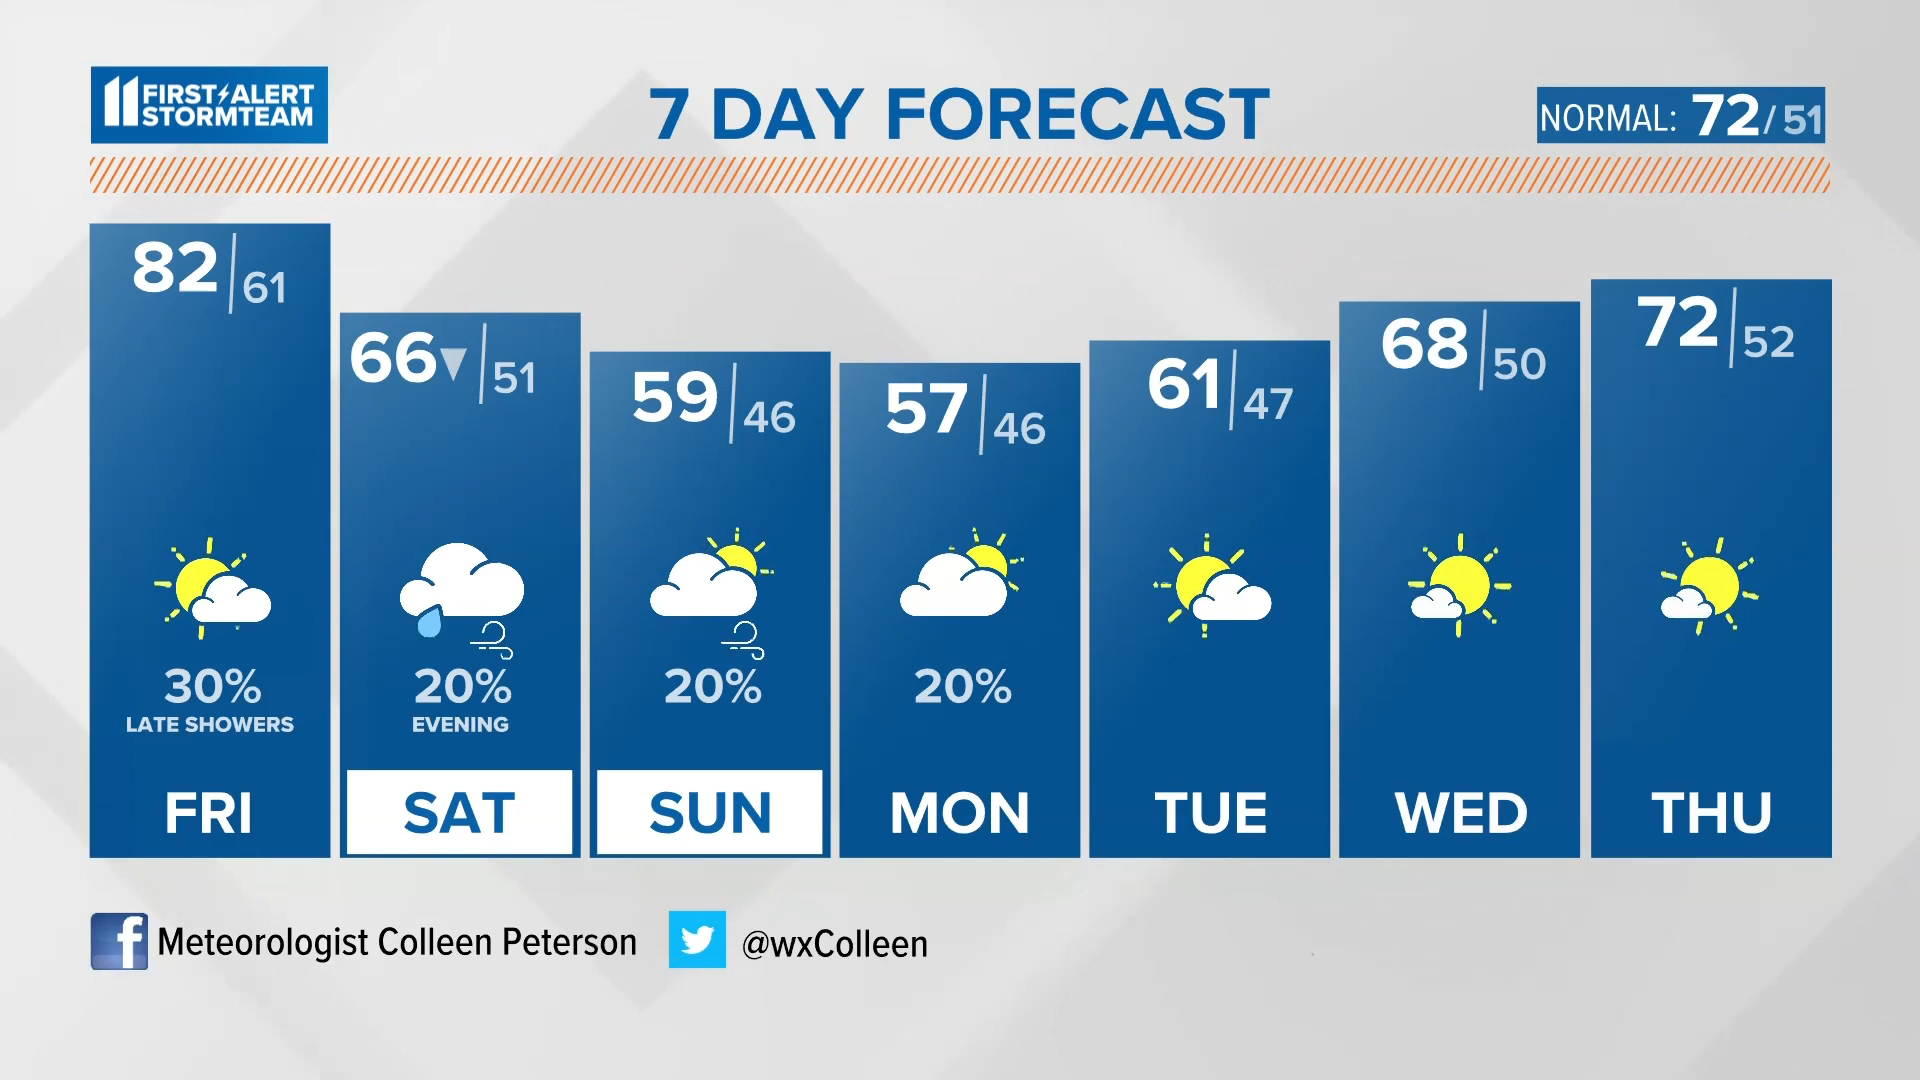 11 FIRST ALERT
STORMTEAM
7 DAY FORECAST
NORMAL: 72/51
82/61
66▼/51
59/46
57/46
61/47
68/50
72/52
30%
LATE SHOWERS
20%
EVENING
20%
20%
FRI
SAT
SUN
MON
TUE
WED
THU
f Meteorologist Colleen Peterson
@wxColleen